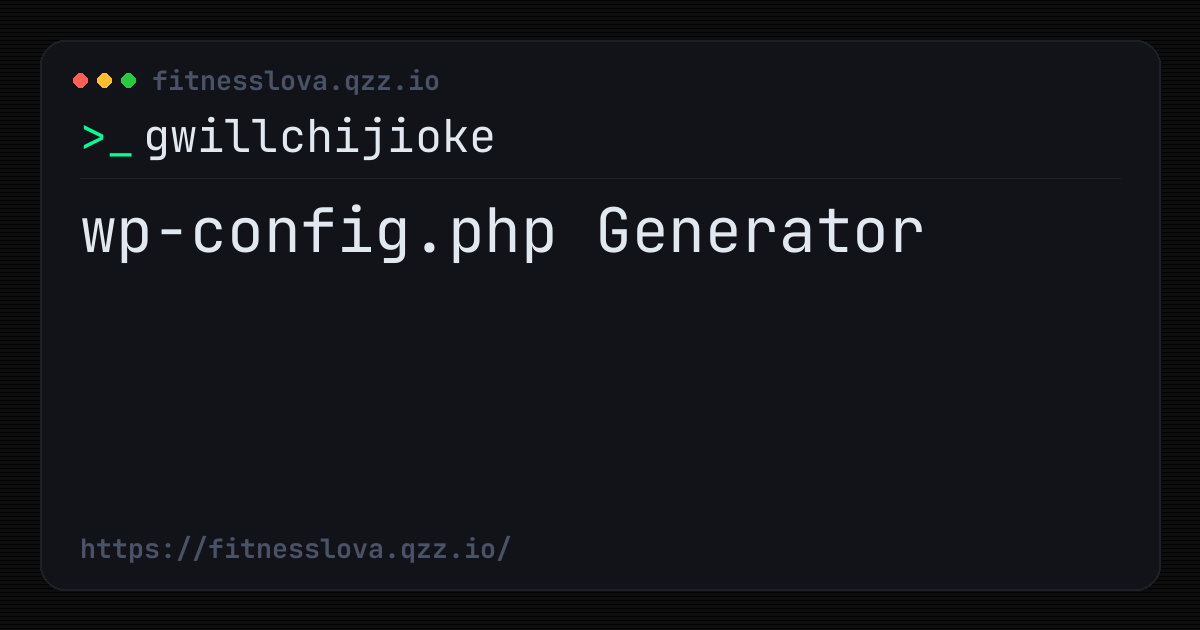 fitnesslova.qzz.io
>_ gwillchijioke
wp-config.php Generator
https://fitnesslova.qzz.io/